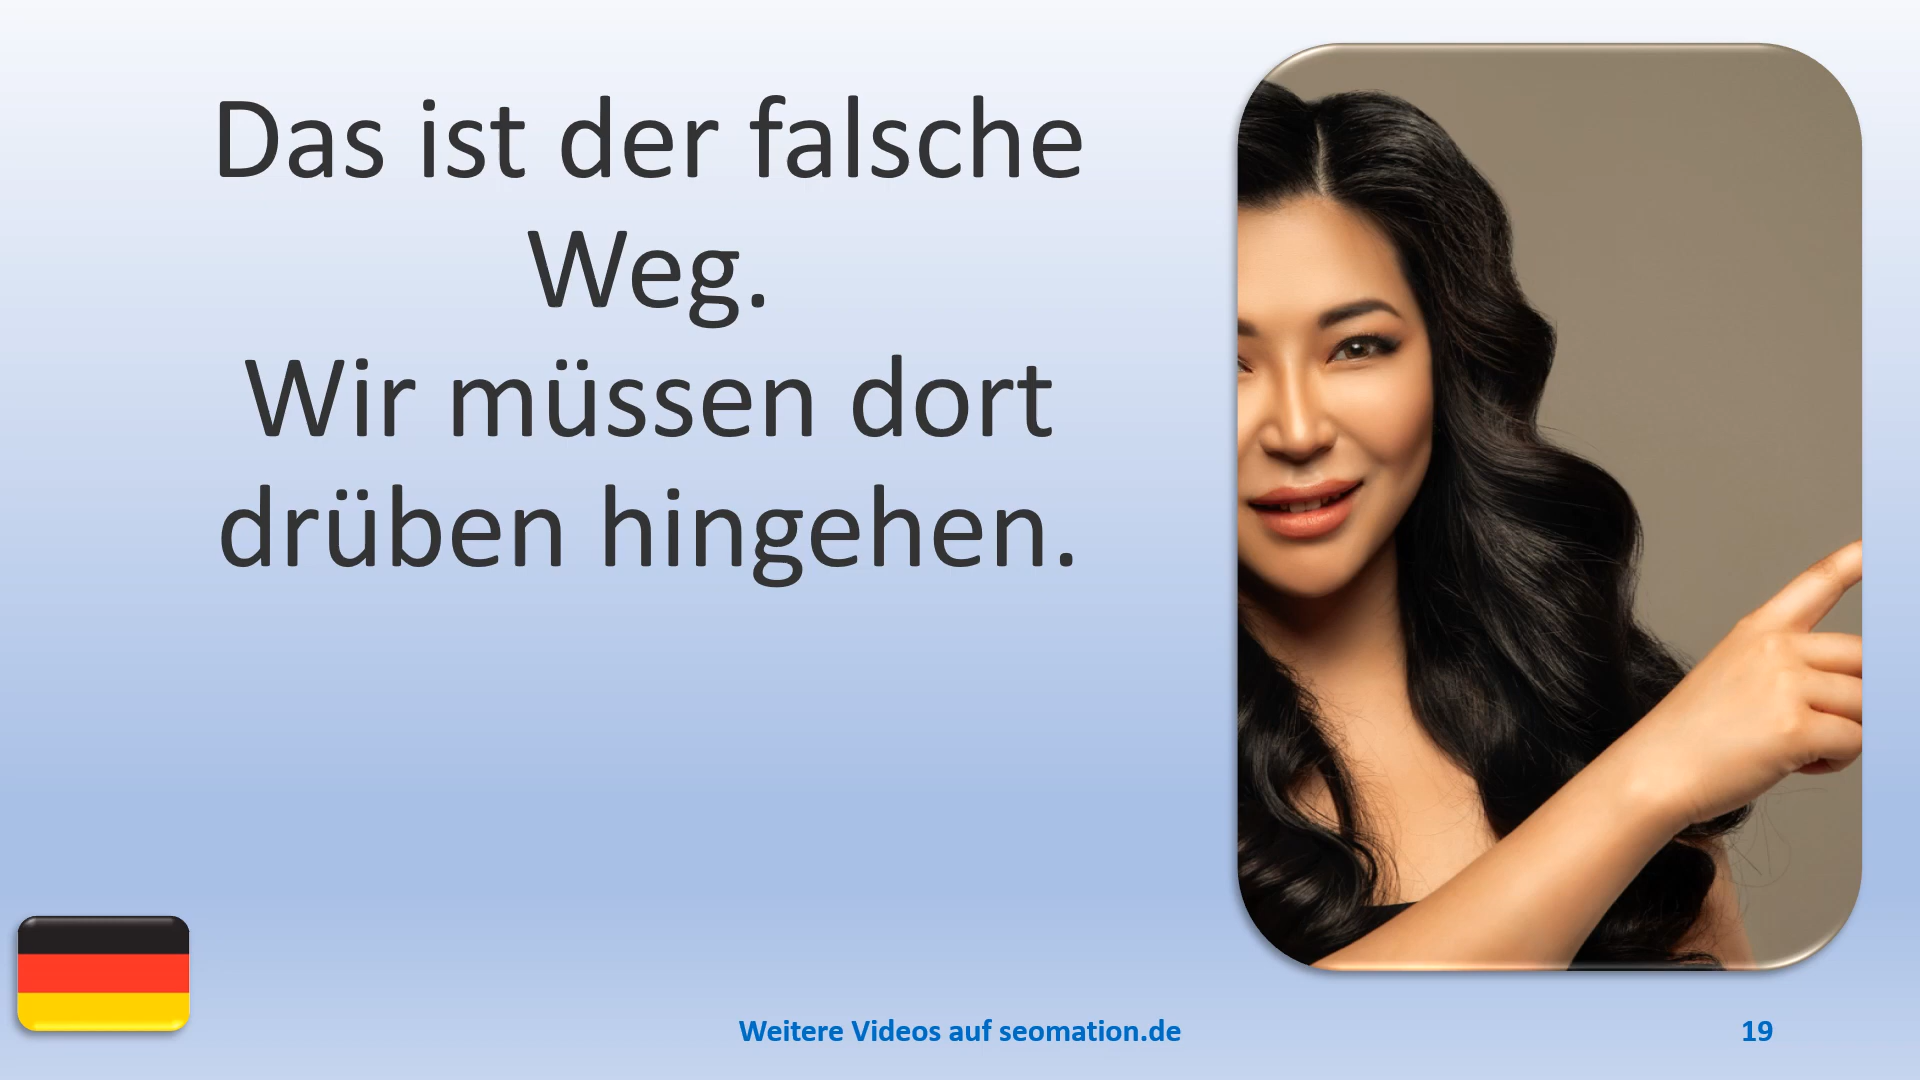 Das ist der falsche
Weg.
Wir müssen dort
drüben hingehen.
Weitere Videos auf seomation.de
19